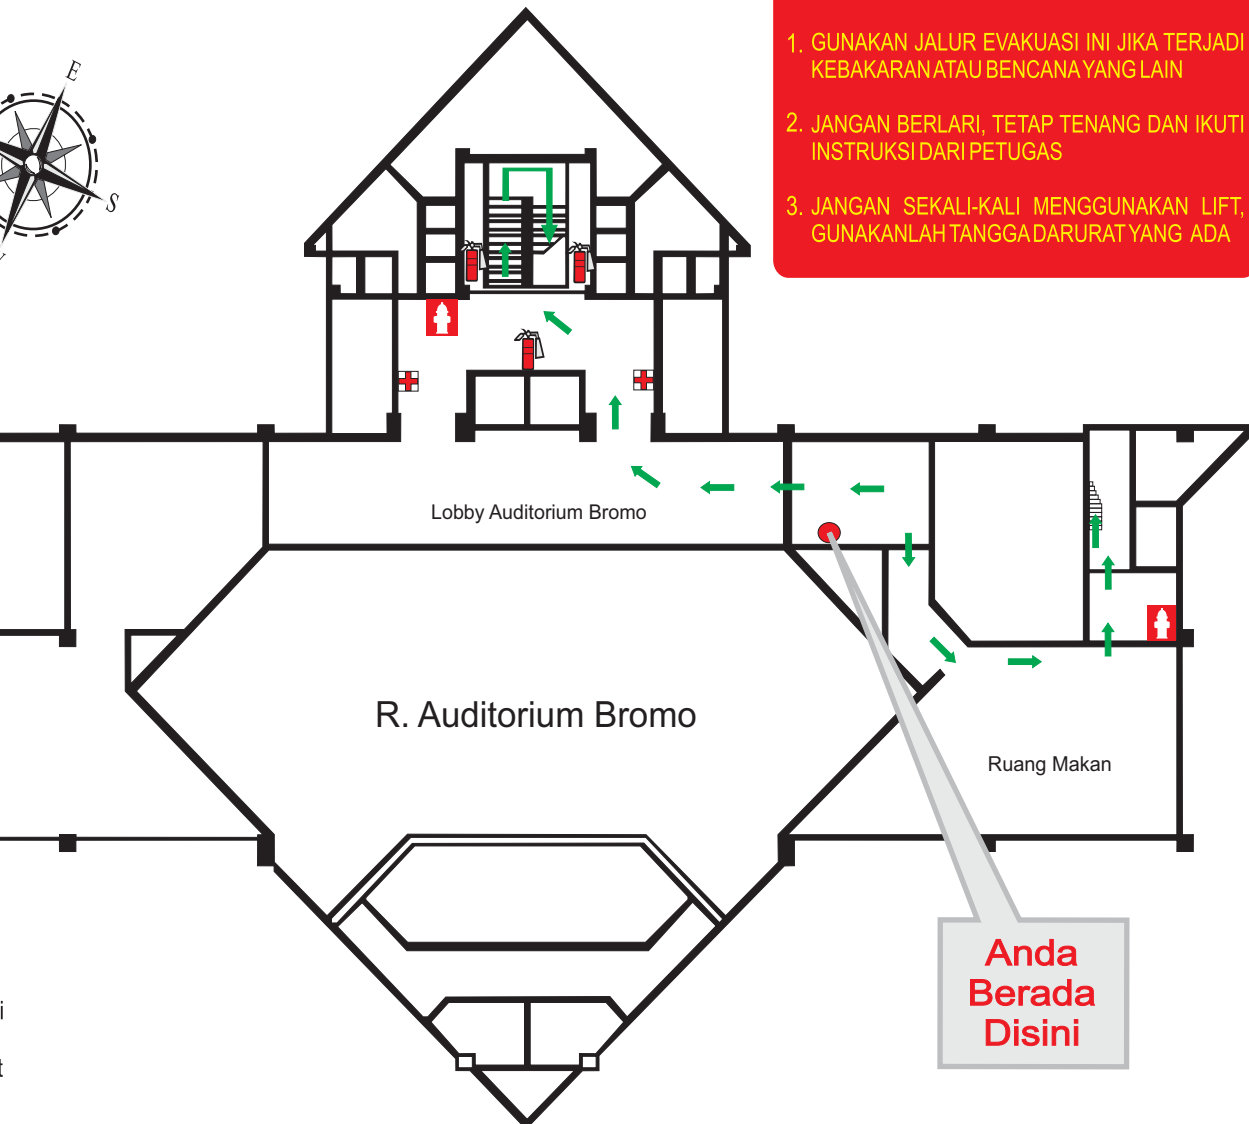 1. GUNAKAN JALUR EVAKUASI INI JIKA TERJADI
KEBAKARAN ATAU BENCANA YANG LAIN
2. JANGAN BERLARI, TETAP TENANG DAN IKUTI
INSTRUKSI DARI PETUGAS
3. JANGAN SEKALI-KALI MENGGUNAKAN LIFT,
GUNAKANLAH TANGGA DARURAT YANG ADA
E
S
Lobby Auditorium Bromo
R. Auditorium Bromo
Ruang Makan
Anda
Berada
Disini
i
t